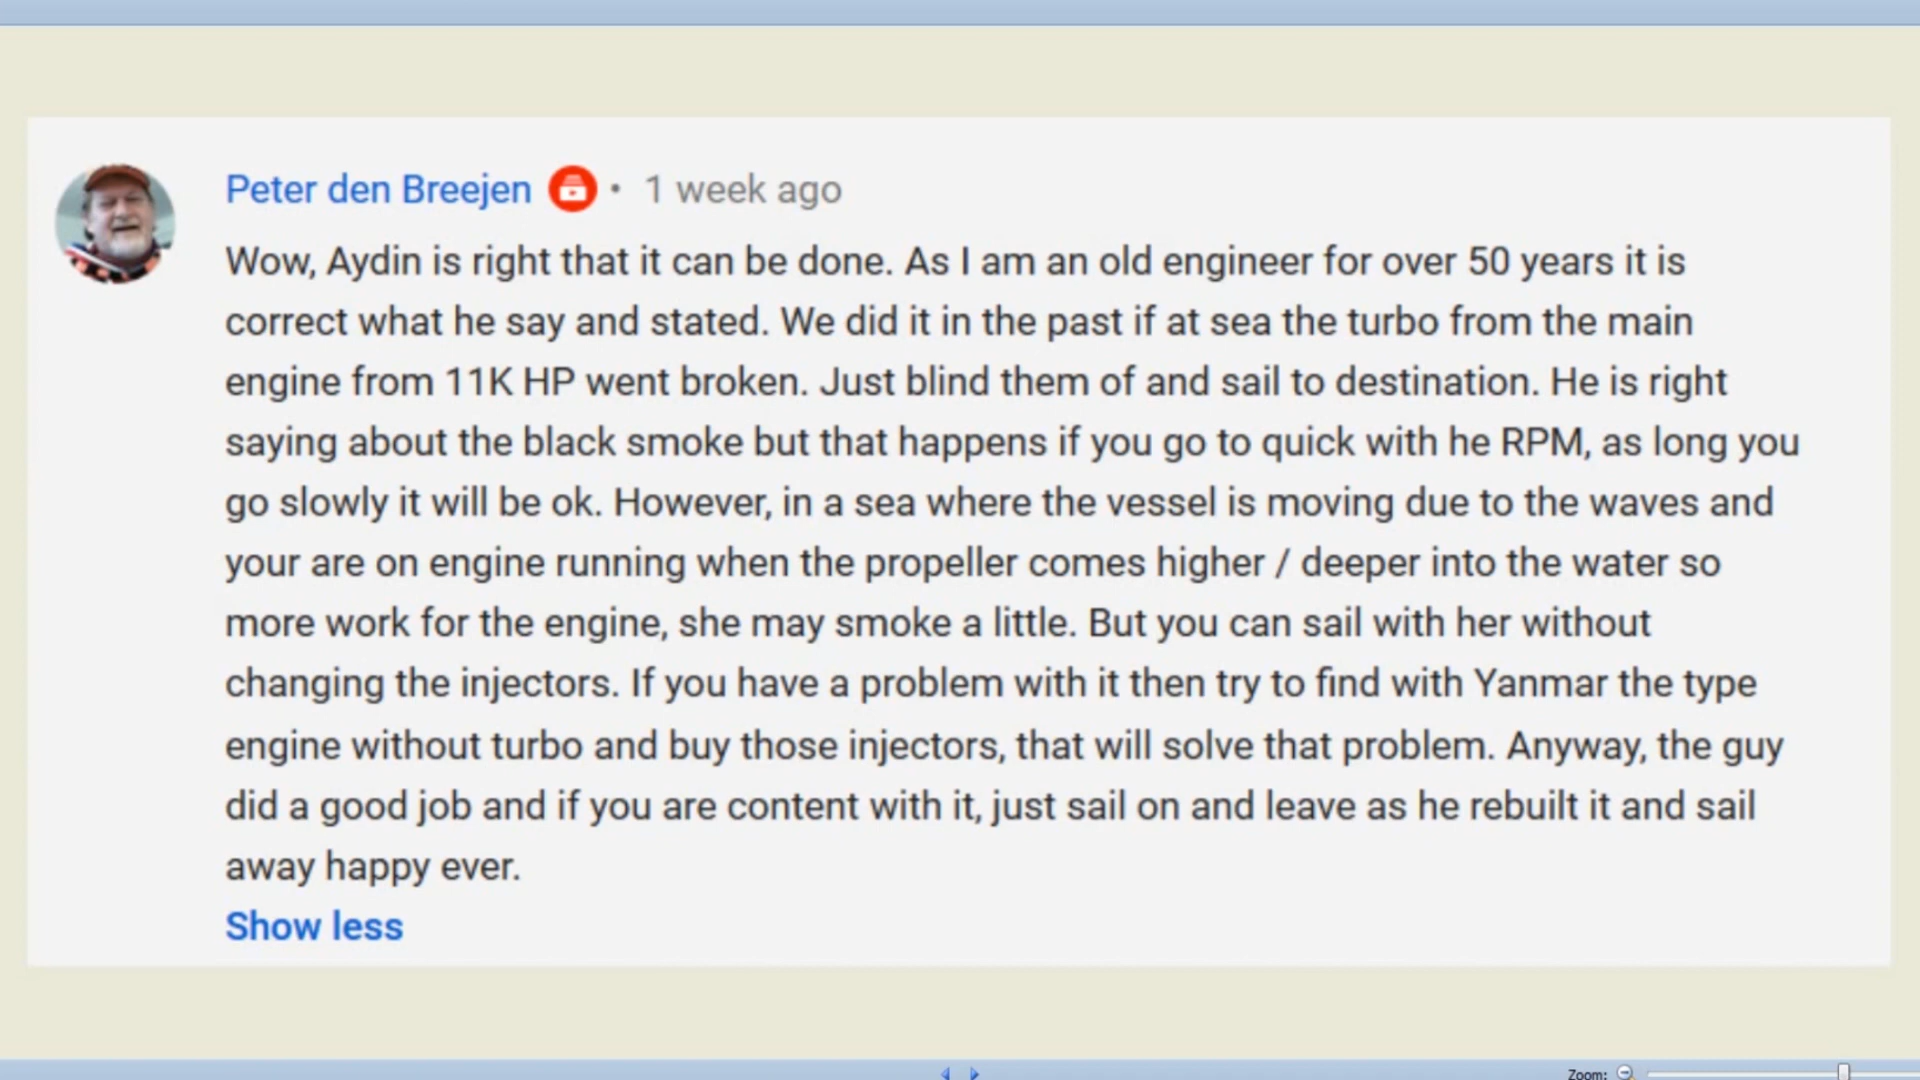 Peter den Breejen • 1 week ago
Wow, Aydin is right that it can be done. As I am an old engineer for over 50 years it is
correct what he say and stated. We did it in the past if at sea the turbo from the main
engine from 11K HP went broken. Just blind them of and sail to destination. He is right
saying about the black smoke but that happens if you go to quick with he RPM, as long you
go slowly it will be ok. However, in a sea where the vessel is moving due to the waves and
your are on engine running when the propeller comes higher / deeper into the water so
more work for the engine, she may smoke a little. But you can sail with her without
changing the injectors. If you have a problem with it then try to find with Yanmar the type
engine without turbo and buy those injectors, that will solve that problem. Anyway, the guy
did a good job and if you are content with it, just sail on and leave as he rebuilt it and sail
away happy ever.
Show less
Zoom: